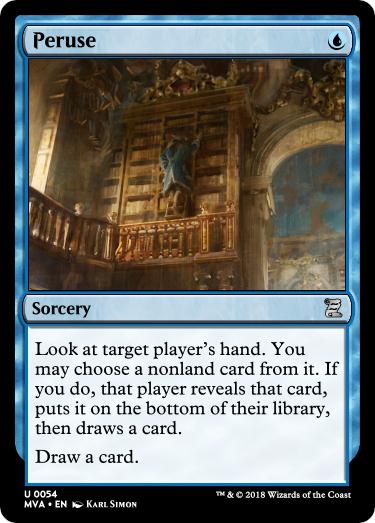 Peruse
Sorcery
Look at target player's hand. You
may choose a nonland card from it. If
you do, that player reveals that card,
puts it on the bottom of their library,
then draws a card.
Draw a card.
U 0054
MVA • EN Karl Simon
™ & © 2018 Wizards of the Coast